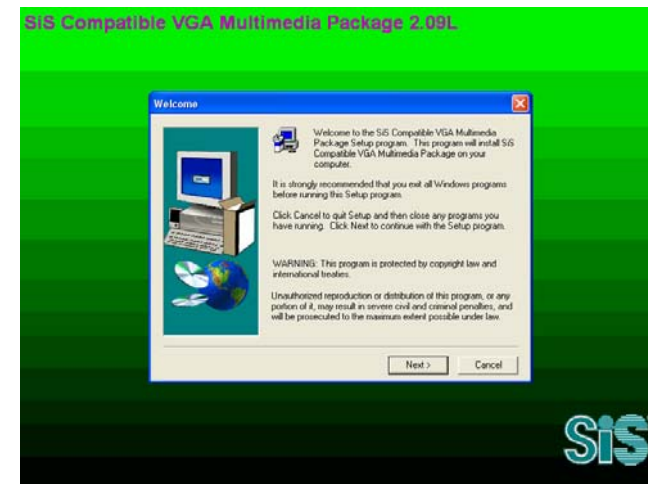 SiS Compatible VGA Multimedia Package 2.09L
Welcome
Welcome to the SiS Compatible VGA Multimedia
Package Setup program. This program will install SiS
Compatible VGA Multimedia Package on your
computer.
It is strongly recommended that you exit all Windows programs
before running this Setup program.
Click Cancel to quit Setup and then close any programs you
have running. Click Next to continue with the Setup program.
WARNING: This program is protected by copyright law and
international treaties.
Unauthorized reproduction or distribution of this program, or any
portion of it, may result in severe civil and criminal penalties, and
will be prosecuted to the maximum extent possible under law.
Next >
Cancel
SiS